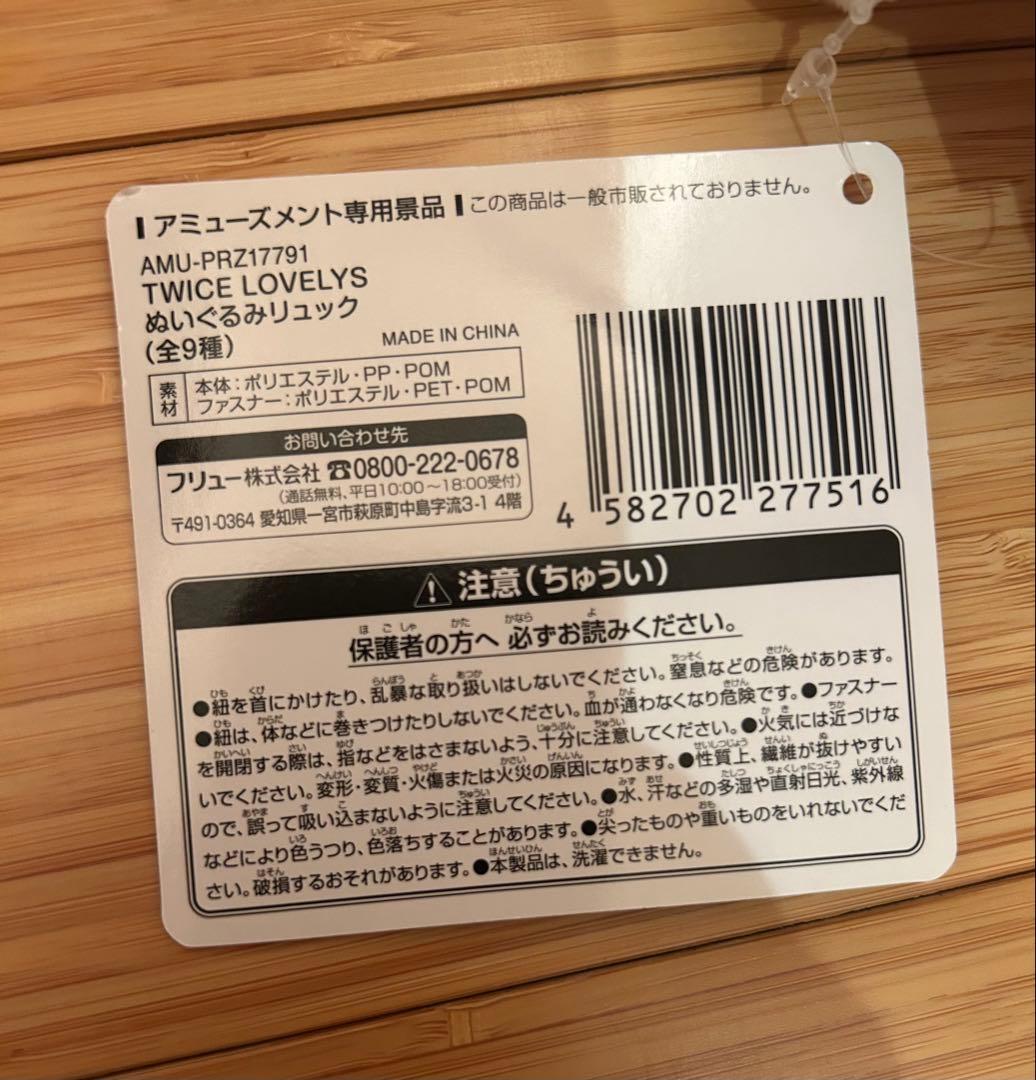 アミューズメント専用景品 この商品は一般市販されておりません。
AMU-PRZ17791
TWICE LOVELYS
ぬいぐるみリュック
(全9種)
MADE IN CHINA
素材 本体：ポリエステル・PP・POM
ファスナー：ポリエステル・PET・POM
お問い合わせ先
フリュー株式会社 ☎0800-222-0678
(通話無料、平日10:00〜18:00受付)
〒491-0364 愛知県一宮市萩原町中島字流3-1 4階
4 582702 277516
⚠ 注意(ちゅうい)
保護者の方へ 必ずお読みください。
●紐を首にかけたり、乱暴な取り扱いはしないでください。窒息などの危険があります。
●紐は、体などに巻きつけたりしないでください。血が通わなくなり危険です。●ファスナー
を開閉する際は、指などをはさまないよう、十分に注意してください。●火気には近づけな
いでください。変形・変質・火傷または火災の原因になります。●性質上、繊維が抜けやすい
ので、誤って吸い込まないように注意してください。●水、汗などの多湿や直射日光、紫外線
などにより色うつり、色落ちすることがあります。●尖ったものや重いものをいれないでくだ
さい。破損するおそれがあります。●本製品は、洗濯できません。